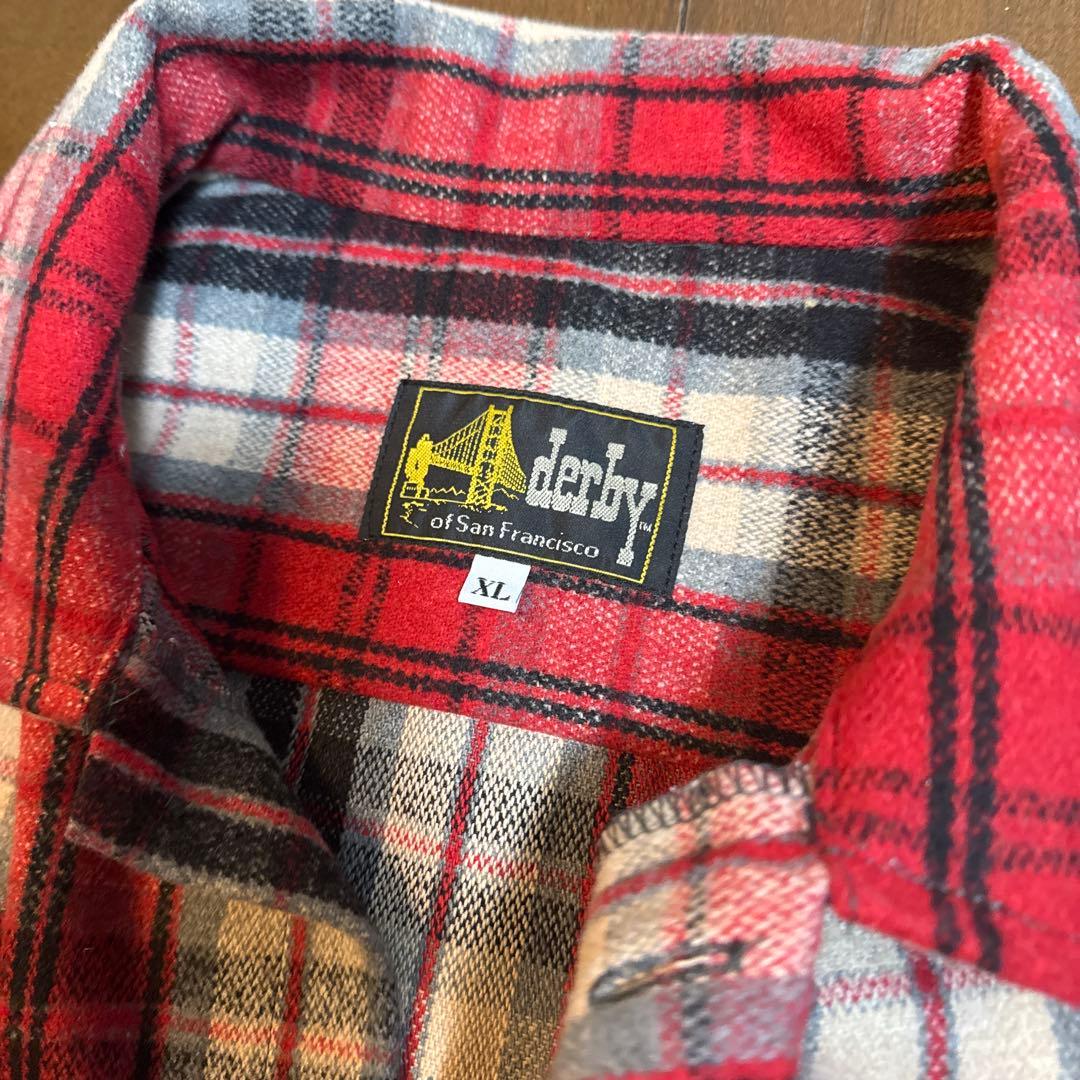 derby™
of San Francisco
XL